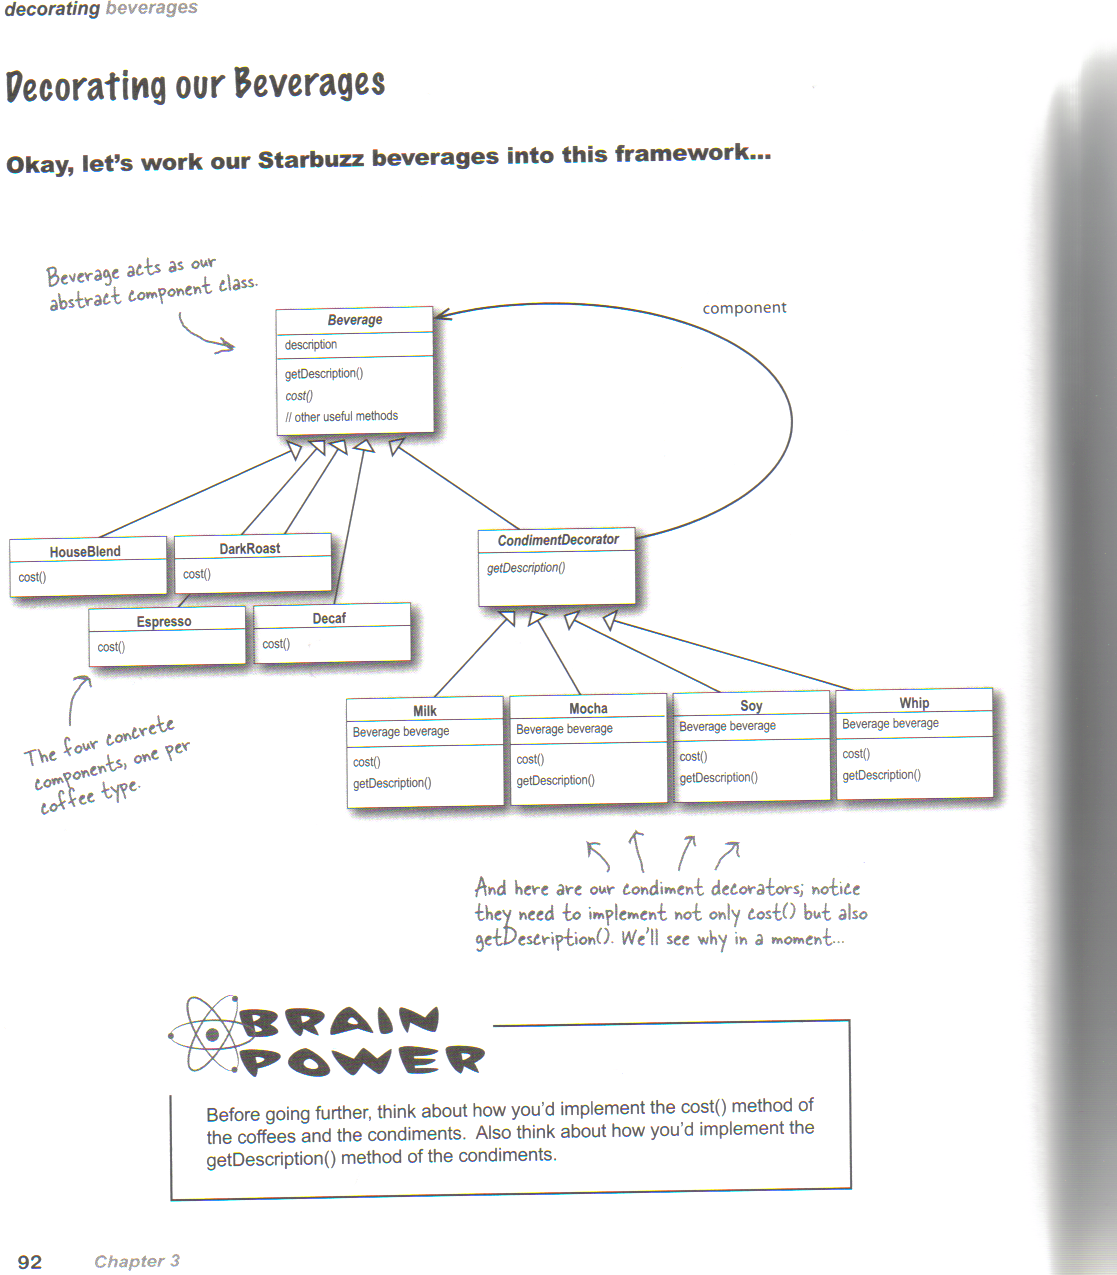 decorating beverages
Decorating our Beverages
Okay, let's work our Starbuzz beverages into this framework...
Beverage acts as our
abstract component class.
component
Beverage
description
getDescription()
cost()
// other useful methods
HouseBlend
cost()
DarkRoast
cost()
Espresso
cost()
Decaf
cost()
CondimentDecorator
getDescription()
Milk
Beverage beverage
cost()
getDescription()
Mocha
Beverage beverage
cost()
getDescription()
Soy
Beverage beverage
cost()
getDescription()
Whip
Beverage beverage
cost()
getDescription()
The four concrete
components, one per
coffee type.
And here are our condiment decorators; notice
they need to implement not only cost() but also
getDescription(). We'll see why in a moment...
BRAIN
POWER
Before going further, think about how you'd implement the cost() method of
the coffees and the condiments. Also think about how you'd implement the
getDescription() method of the condiments.
92 Chapter 3